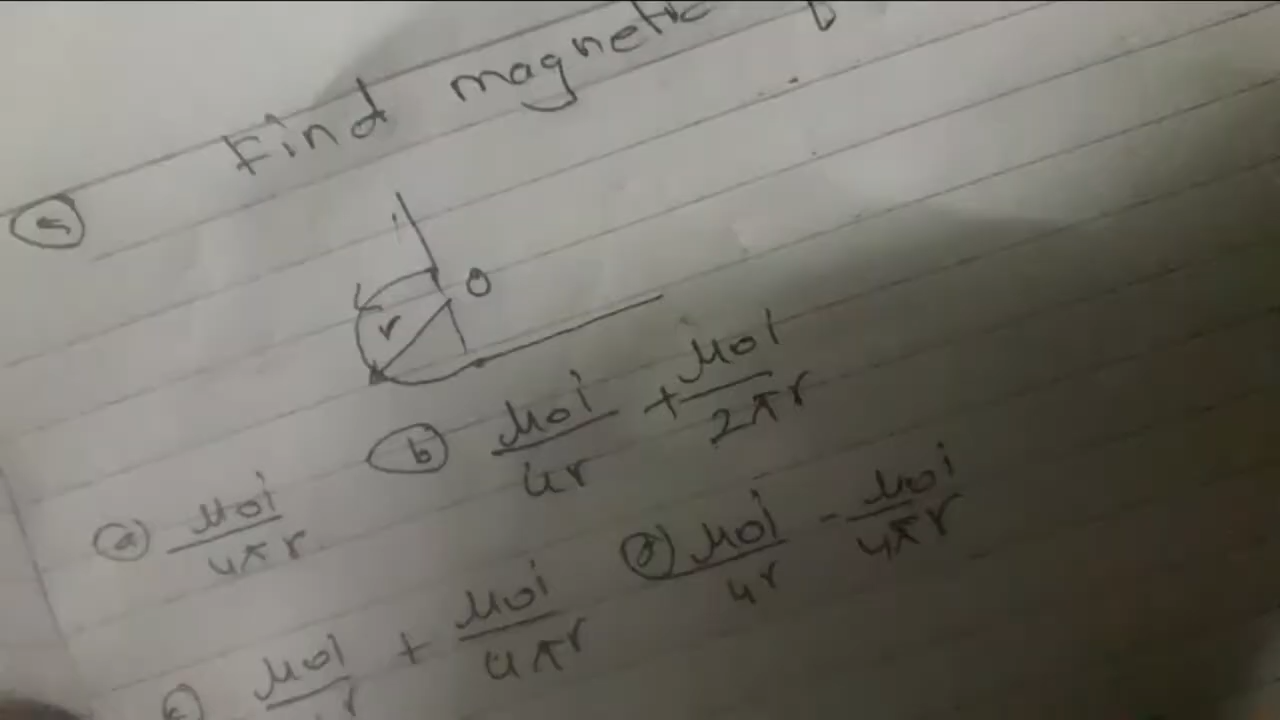 Find magnetic
5
O
r
(a) μ0i/4πr (b) μ0i/4r + μ0i/2πr
μ0i + μ0i/4πr (d) μ0i/4r - μ0i/4πr